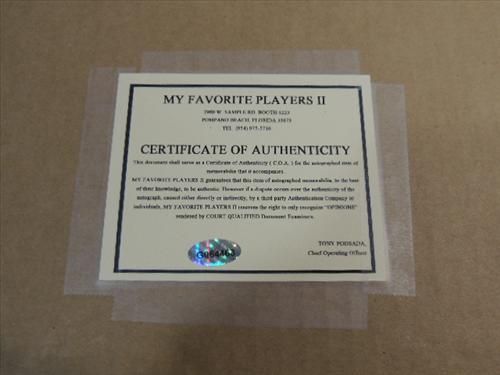 MY FAVORITE PLAYERS II
2900 W. SAMPLE RD. BOOTH
POMPANO BEACH, FLORIDA 33073
TEL (954) 975-5710
CERTIFICATE OF AUTHENTICITY
This document shall serve as a Certificate of Authenticity ( C.O.A. ) for the autographed item of
memorabilia that it accompanies.
MY FAVORITE PLAYERS II guarantees that this item of autographed memorabilia, to the best
of their knowledge, to be authentic. However if a dispute occurs over the authenticity of the
autograph, caused either directly or indirectly, by a third party Authentication Company or
individuals, MY FAVORITE PLAYERS II reserves the right to only recognize "OPINIONS"
rendered by COURT QUALIFIED Document Examiners.
TONY POSSADA,
Chief Operating Officer
G064463